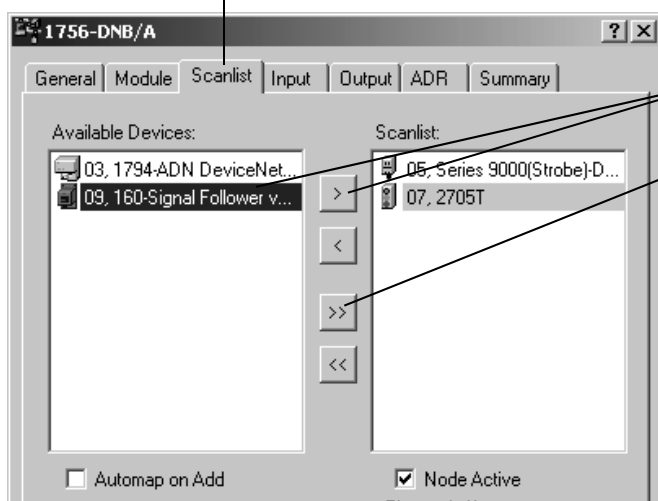 1756-DNB/A
? ×
General Module Scanlist Input Output ADR Summary
Available Devices:
Scanlist:
03, 1794-ADN DeviceNet...
09, 160-Signal Follower v...
05, Series 9000(Strobe)-D...
07, 2705T
>
<
>>
<<
Automap on Add
Node Active